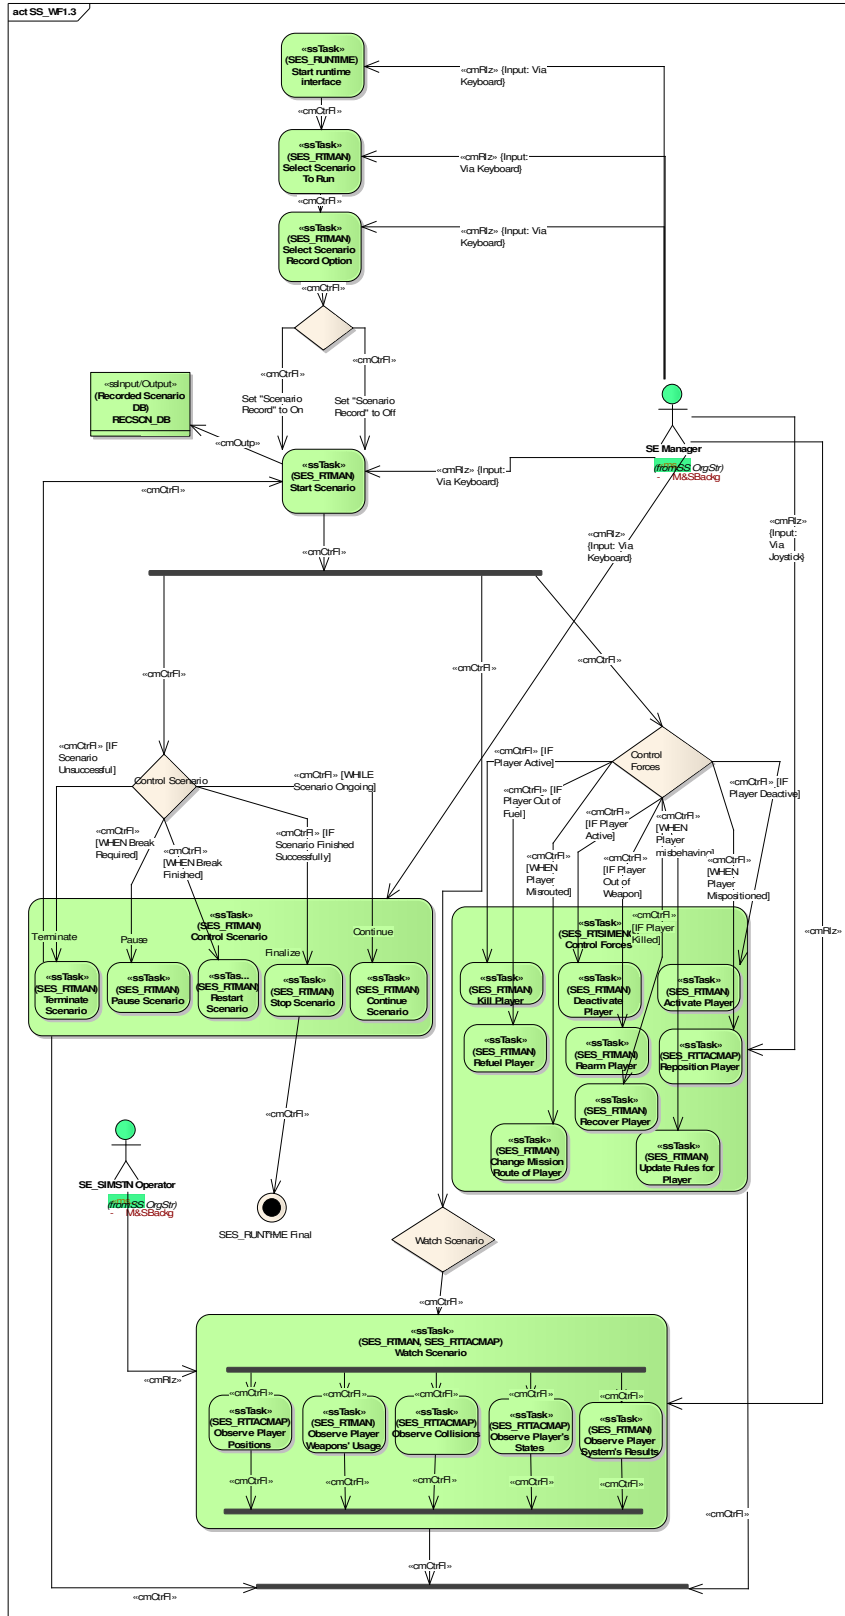 act SS_WF1.3
«ssTask»
(SES_RUNTIME)
Start runtime
interface
«cmRlz» {Input: Via
Keyboard}
«cmCtrFl»
«ssTask»
(SES_RTMAN)
Select Scenario
To Run
«cmRlz» {Input:
Via Keyboard}
«cmCtrFl»
«ssTask»
(SES_RTMAN)
Select Scenario
Record Option
«cmRlz» {Input: Via
Keyboard}
«cmCtrFl»
«cmCtrFl»
Set "Scenario
Record" to On
«cmCtrFl»
Set "Scenario
Record" to Off
«ssInput/Output»
(Recorded Scenario
DB)
RECSCN_DB
«cmOutp»
SE Manager
(from SS OrgStr)
- M&SBackg
«ssTask»
(SES_RTMAN)
Start Scenario
«cmRlz» {Input:
Via Keyboard}
«cmCtrFl»
«cmRlz»
{Input: Via
Keyboard}
«cmRlz»
{Input:
Via
Joystick}
«cmCtrFl»
«cmCtrFl»
«cmCtrFl»
«cmCtrFl»
«cmCtrFl» [IF
Scenario
Unsuccessful]
Control Scenario
«cmCtrFl» [WHILE
Scenario Ongoing]
«cmCtrFl»
[WHEN Break
Required]
«cmCtrFl»
[WHEN Break
Finished]
«cmCtrFl» [IF
Scenario Finished
Successfully]
Control
Forces
«cmCtrFl» [IF
Player Active]
«cmCtrFl» [IF
Player Out of
Fuel]
«cmCtrFl»
[IF Player
Active]
«cmCtrFl»
[WHEN
Player
misbehaving]
«cmCtrFl» [IF
Player Deactive]
«cmCtrFl»
[WHEN
Player
Misrouted]
«cmCtrFl»
[IF Player
Out of
Weapon]
«cmCtrFl»
[WHEN
Player
Mispositioned]
«cmCtrFl»
[IF Player
Killed]
«cmRlz»
«ssTask»
(SES_RTMAN)
Control Scenario
Terminate
Pause
Finalize
Continue
«ssTask»
(SES_RTMAN)
Terminate
Scenario
«ssTask»
(SES_RTMAN)
Pause Scenario
«ssTas...
(SES_RTMAN)
Restart
Scenario
«ssTask»
(SES_RTMAN)
Stop Scenario
«ssTask»
(SES_RTMAN)
Continue
Scenario
«ssTask»
Control Forces
«ssTask»
(SES_RTMAN)
Kill Player
«ssTask»
(SES_RTMAN)
Deactivate
Player
«ssTask»
(SES_RTMAN)
Activate Player
«ssTask»
(SES_RTMAN)
Refuel Player
«ssTask»
(SES_RTMAN)
Rearm Player
«ssTask»
(SES_RTTACMAP)
Reposition Player
«ssTask»
(SES_RTMAN)
Recover Player
«ssTask»
(SES_RTMAN)
Change Mission
Route of Player
«ssTask»
(SES_RTMAN)
Update Rules for
Player
«cmCtrFl»
SE_SIMSTN Operator
(from SS OrgStr)
- M&SBackg
SES_RUNTIME Final
Watch Scenario
«cmCtrFl»
«ssTask»
(SES_RTMAN, SES_RTTACMAP)
Watch Scenario
«cmRlz»
«cmCtrFl»
«cmCtrFl»
«cmCtrFl»
«cmCtrFl»
«cmCtrFl»
«ssTask»
(SES_RTTACMAP)
Observe Player
Positions
«ssTask»
(SES_RTMAN)
Observe Player
Weapons' Usage
«ssTask»
(SES_RTTACMAP)
Observe Collisions
«ssTask»
(SES_RTTACMAP)
Observe Player's
States
«ssTask»
(SES_RTMAN)
Observe Player
System's Results
«cmCtrFl»
«cmCtrFl»
«cmCtrFl»
«cmCtrFl»
«cmCtrFl»
«cmCtrFl»
«cmCtrFl»
«cmCtrFl»